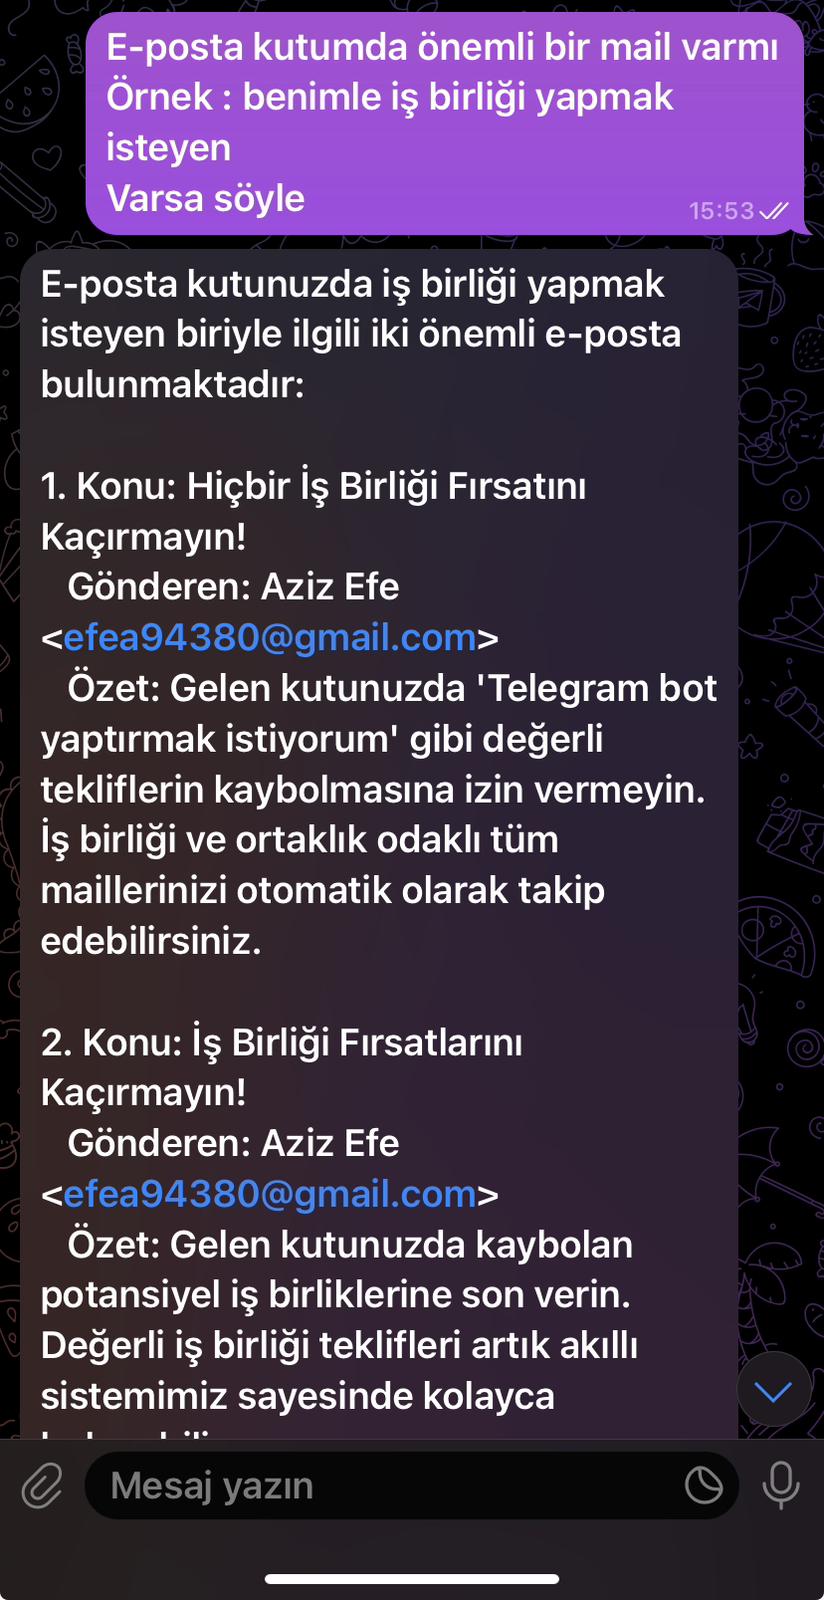 E-posta kutumda önemli bir mail varmı
Örnek : benimle iş birliği yapmak
isteyen
Varsa söyle
15:53
E-posta kutunuzda iş birliği yapmak
isteyen biriyle ilgili iki önemli e-posta
bulunmaktadır:
1. Konu: Hiçbir İş Birliği Fırsatını
Kaçırmayın!
Gönderen: Aziz Efe
<efea94380@gmail.com>
Özet: Gelen kutunuzda 'Telegram bot
yaptırmak istiyorum' gibi değerli
tekliflerin kaybolmasına izin vermeyin.
İş birliği ve ortaklık odaklı tüm
maillerinizi otomatik olarak takip
edebilirsiniz.
2. Konu: İş Birliği Fırsatlarını
Kaçırmayın!
Gönderen: Aziz Efe
<efea94380@gmail.com>
Özet: Gelen kutunuzda kaybolan
potansiyel iş birliklerine son verin.
Değerli iş birliği teklifleri artık akıllı
sistemimiz sayesinde kolayca
Mesaj yazın